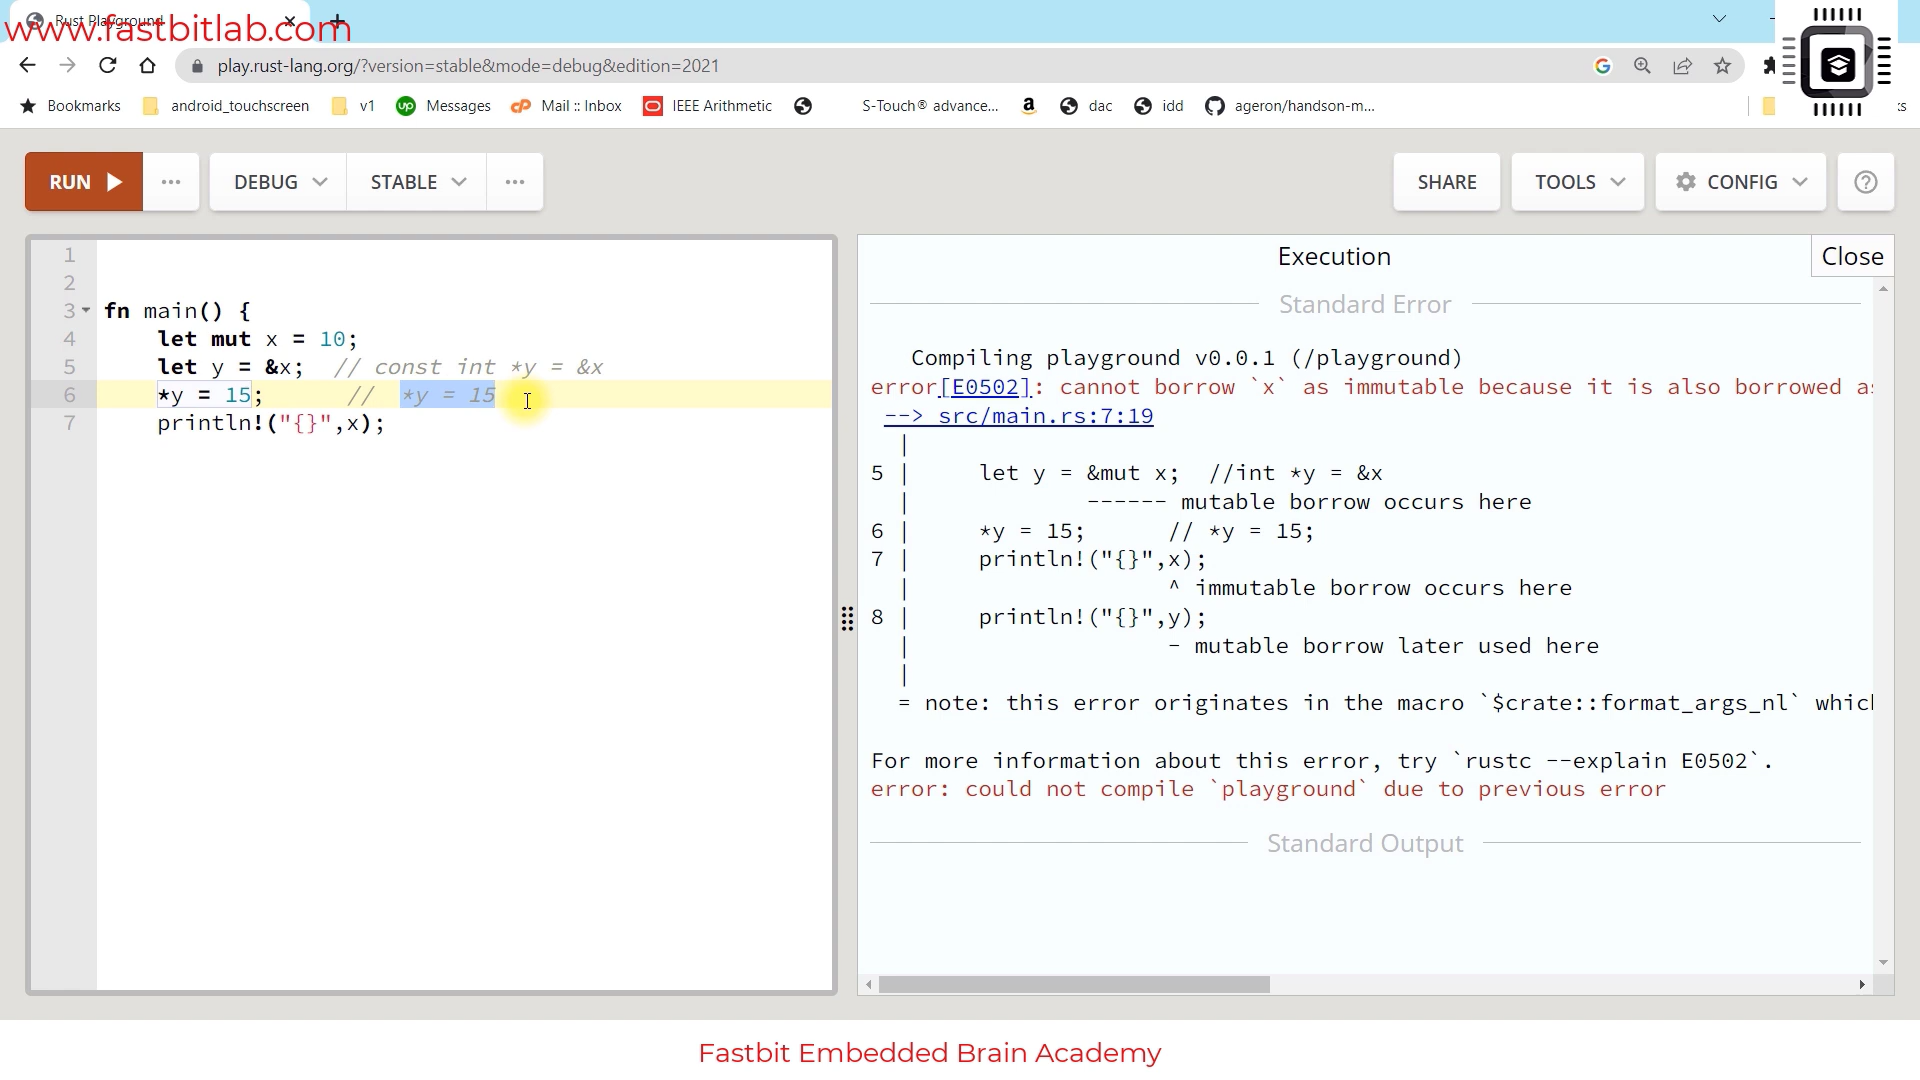 Rust Playground
www.fastbitlab.com
play.rust-lang.org/?version=stable&mode=debug&edition=2021
Bookmarks android_touchscreen v1 up Messages cP Mail :: Inbox IEEE Arithmetic S-Touch® advance... a dac idd ageron/handson-m... ks
RUN ... DEBUG STABLE ... SHARE TOOLS CONFIG ?
1
2
3 fn main() {
4 let mut x = 10;
5 let y = &x; // const int *y = &x
6 *y = 15; // *y = 15
7 println!("{}",x);
Execution
Close
Standard Error
Compiling playground v0.0.1 (/playground)
error[E0502]: cannot borrow `x` as immutable because it is also borrowed as
--> src/main.rs:7:19
|
5 | let y = &mut x; //int *y = &x
| ------ mutable borrow occurs here
6 | *y = 15; // *y = 15;
7 | println!("{}",x);
| ^ immutable borrow occurs here
8 | println!("{}",y);
| - mutable borrow later used here
|
= note: this error originates in the macro `$crate::format_args_nl` which
For more information about this error, try `rustc --explain E0502`.
error: could not compile `playground` due to previous error
Standard Output
Fastbit Embedded Brain Academy